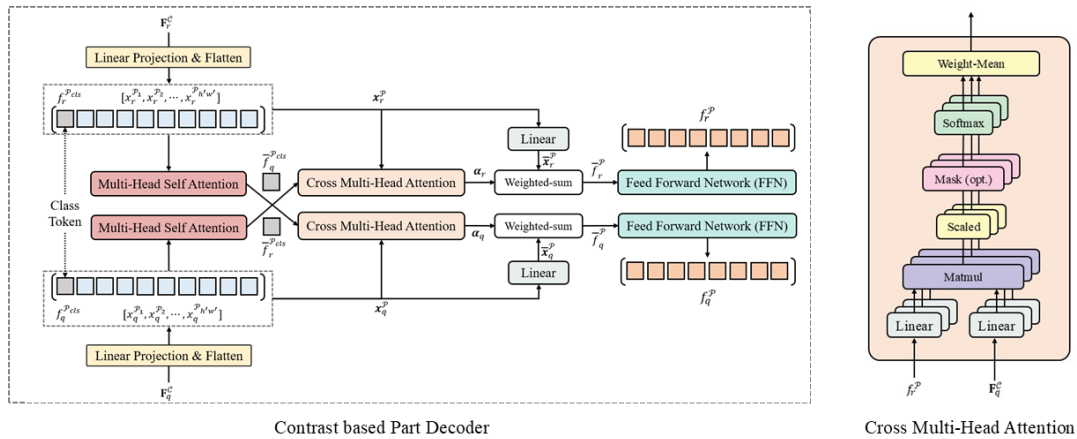 F_r^C
Linear Projection & Flatten
f_r^{P_cls} [x_r^{P_1}, x_r^{P_2}, ⋯, x_r^{P_h'w'}]
x_r^P
Linear
x̅_r^P
f_r^P
Multi-Head Self Attention
f̅_q^{P_cls}
Cross Multi-Head Attention
α_r
Weighted-sum
f̅_r^P
Feed Forward Network (FFN)
Class
Token
Multi-Head Self Attention
f̅_r^{P_cls}
Cross Multi-Head Attention
α_q
Weighted-sum
f̅_q^P
Feed Forward Network (FFN)
x̅_q^P
Linear
f_q^{P_cls} [x_q^{P_1}, x_q^{P_2}, ⋯, x_q^{P_h'w'}]
x_q^P
f_q^P
Linear Projection & Flatten
F_q^C
Contrast based Part Decoder
Weight-Mean
Softmax
Mask (opt.)
Scaled
Matmul
Linear
Linear
f_r^P
F_q^C
Cross Multi-Head Attention